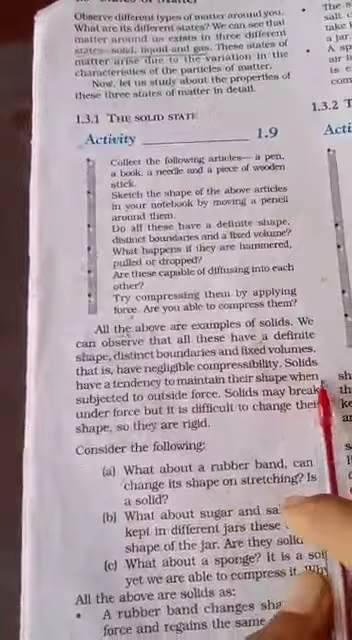 Observe different types of matter around you.
What are its different states? We can see that
matter around us exists in three different
states– solid, liquid and gas. These states of
matter arise due to the variation in the
characteristics of the particles of matter.
Now, let us study about the properties of
these three states of matter in detail.
1.3.1 THE SOLID STATE
Activity 1.9
• Collect the following articles— a pen,
a book, a needle and a piece of wooden
stick.
• Sketch the shape of the above articles
in your notebook by moving a pencil
around them.
• Do all these have a definite shape,
distinct boundaries and a fixed volume?
• What happens if they are hammered,
pulled or dropped?
• Are these capable of diffusing into each
other?
• Try compressing them by applying
force. Are you able to compress them?
All the above are examples of solids. We
can observe that all these have a definite
shape, distinct boundaries and fixed volumes,
that is, have negligible compressibility. Solids
have a tendency to maintain their shape when
subjected to outside force. Solids may break
under force but it is difficult to change their
shape, so they are rigid.
Consider the following:
(a) What about a rubber band, can
change its shape on stretching? Is
a solid?
(b) What about sugar and
kept in different jars these
shape of the jar. Are they
(c) What about a sponge? It is a
yet we are able to compress it.
All the above are solids as:
• A rubber band changes
force and regains the same
• The s
salt
take
a jar
• A sp
air
is
com
1.3.2 T
Acti